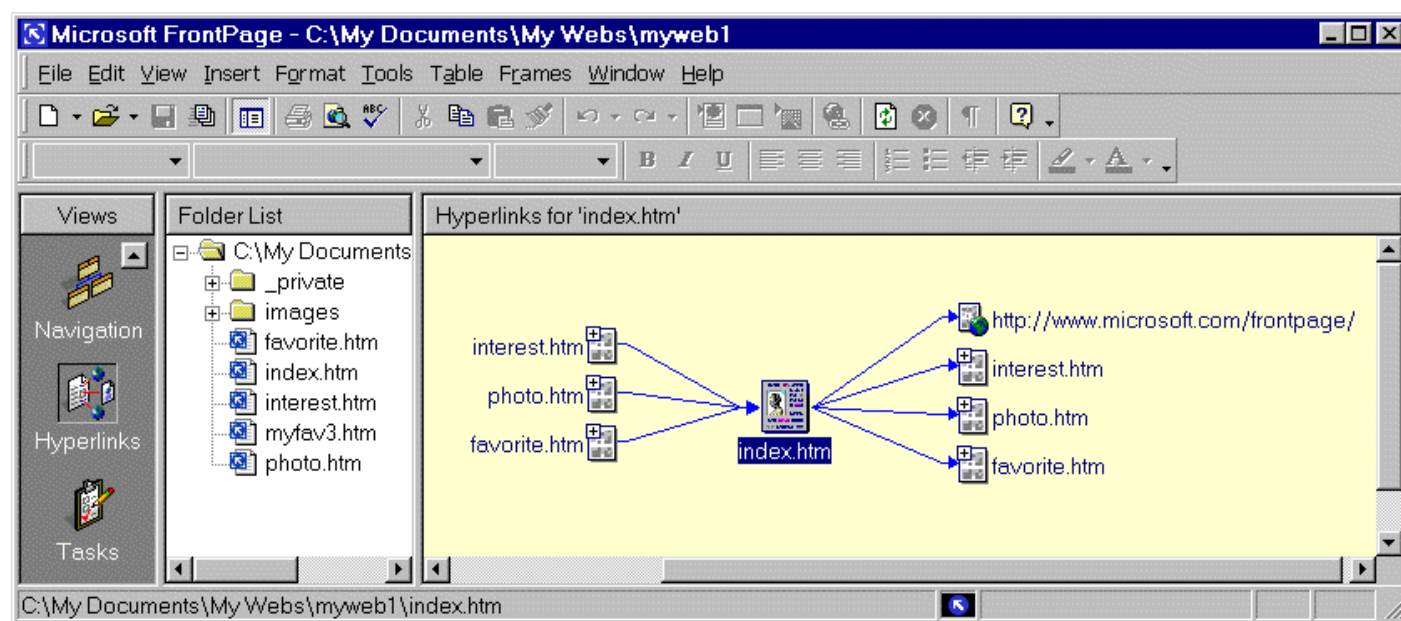 Microsoft FrontPage - C:\My Documents\My Webs\myweb1
File Edit View Insert Format Tools Table Frames Window Help
ABC
B I U A
Views
Folder List
Hyperlinks for 'index.htm'
C:\My Documents
_private
images
favorite.htm
index.htm
interest.htm
myfav3.htm
photo.htm
Navigation
Hyperlinks
Tasks
interest.htm
photo.htm
favorite.htm
index.htm
http://www.microsoft.com/frontpage/
interest.htm
photo.htm
favorite.htm
C:\My Documents\My Webs\myweb1\index.htm